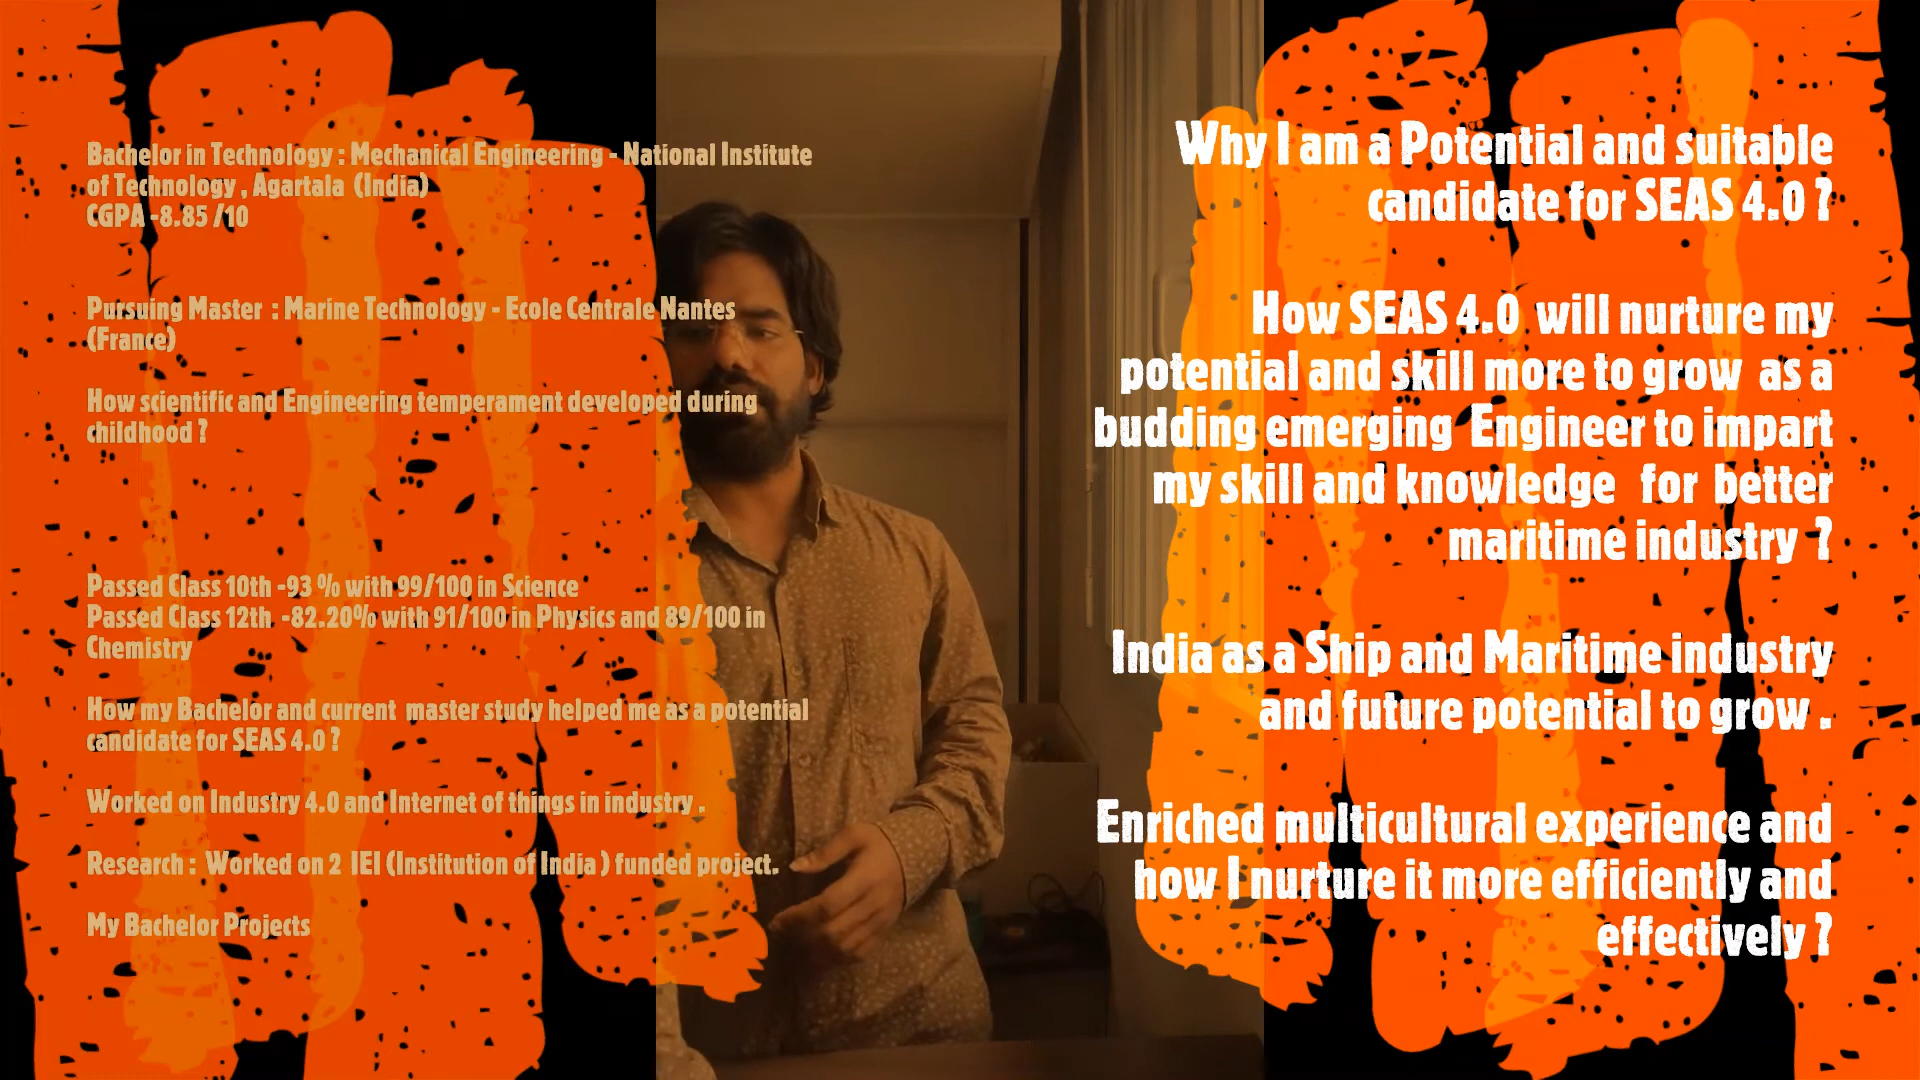 Bachelor in Technology : Mechanical Engineering - National Institute
of Technology , Agartala (India)
CGPA -8.85 /10
Pursuing Master : Marine Technology - Ecole Centrale Nantes
(France)
How scientific and Engineering temperament developed during
childhood ?
Passed Class 10th -93 % with 99/100 in Science
Passed Class 12th -82.20% with 91/100 in Physics and 89/100 in
Chemistry
How my Bachelor and current master study helped me as a potential
candidate for SEAS 4.0 ?
Worked on Industry 4.0 and Internet of things in industry .
Research : Worked on 2 IEI (Institution of India ) funded project.
My Bachelor Projects
Why I am a Potential and suitable
candidate for SEAS 4.0 ?
How SEAS 4.0 will nurture my
potential and skill more to grow as a
budding emerging Engineer to impart
my skill and knowledge for better
maritime industry ?
India as a Ship and Maritime industry
and future potential to grow .
Enriched multicultural experience and
how I nurture it more efficiently and
effectively ?